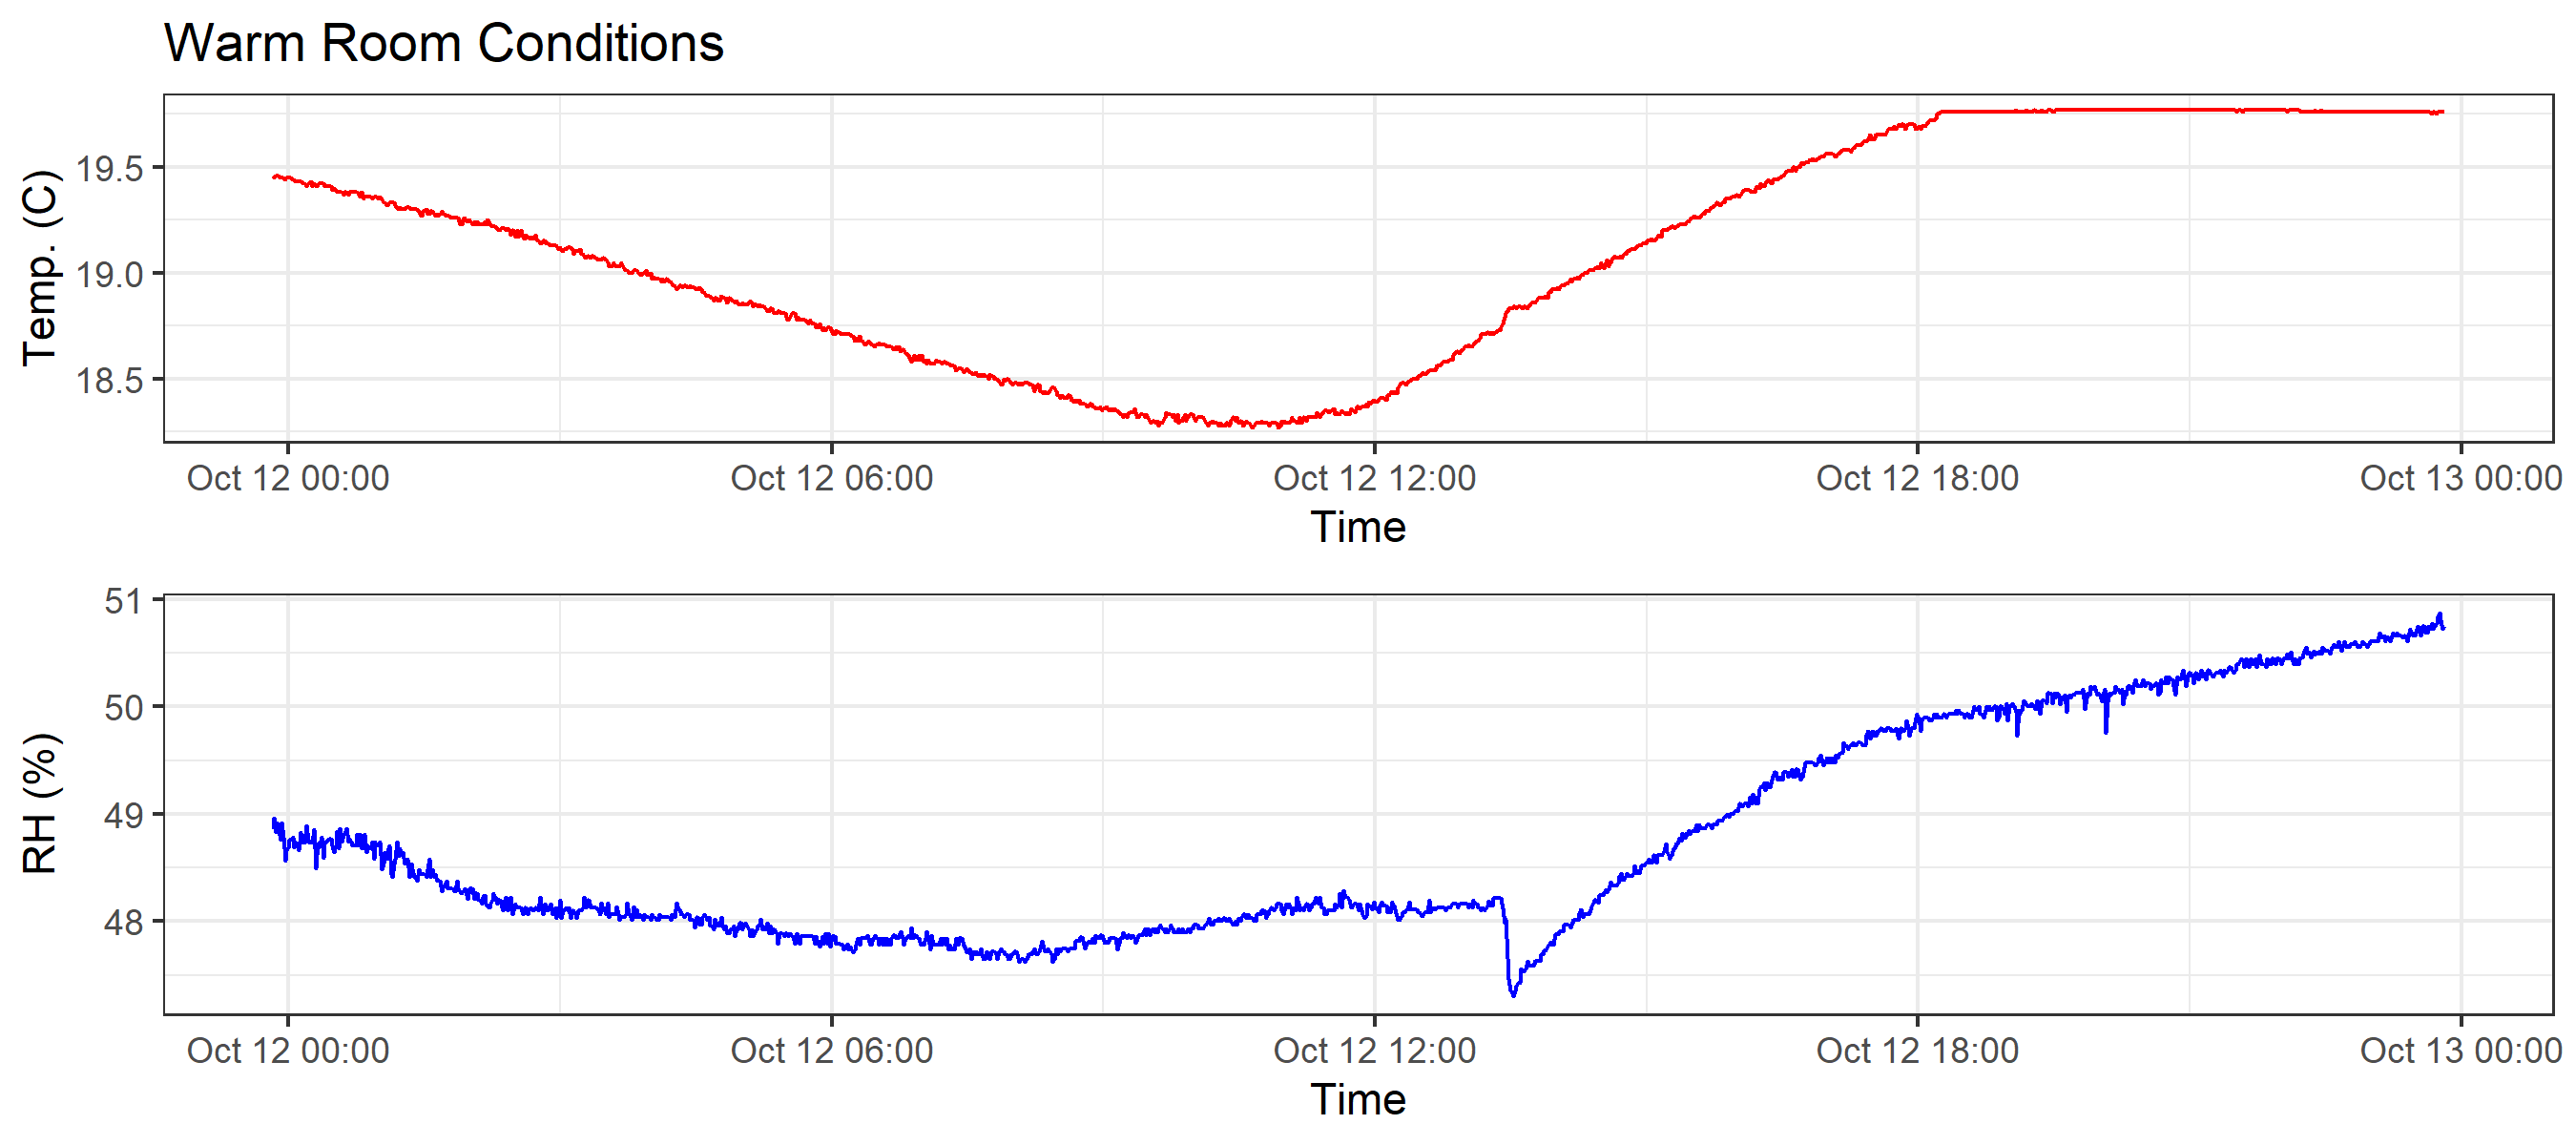 Warm Room Conditions
Temp. (C)
19.5
19.0
18.5
Oct 12 00:00 Oct 12 06:00 Oct 12 12:00 Oct 12 18:00 Oct 13 00:00
Time
RH (%)
51
50
49
48
Oct 12 00:00 Oct 12 06:00 Oct 12 12:00 Oct 12 18:00 Oct 13 00:00
Time